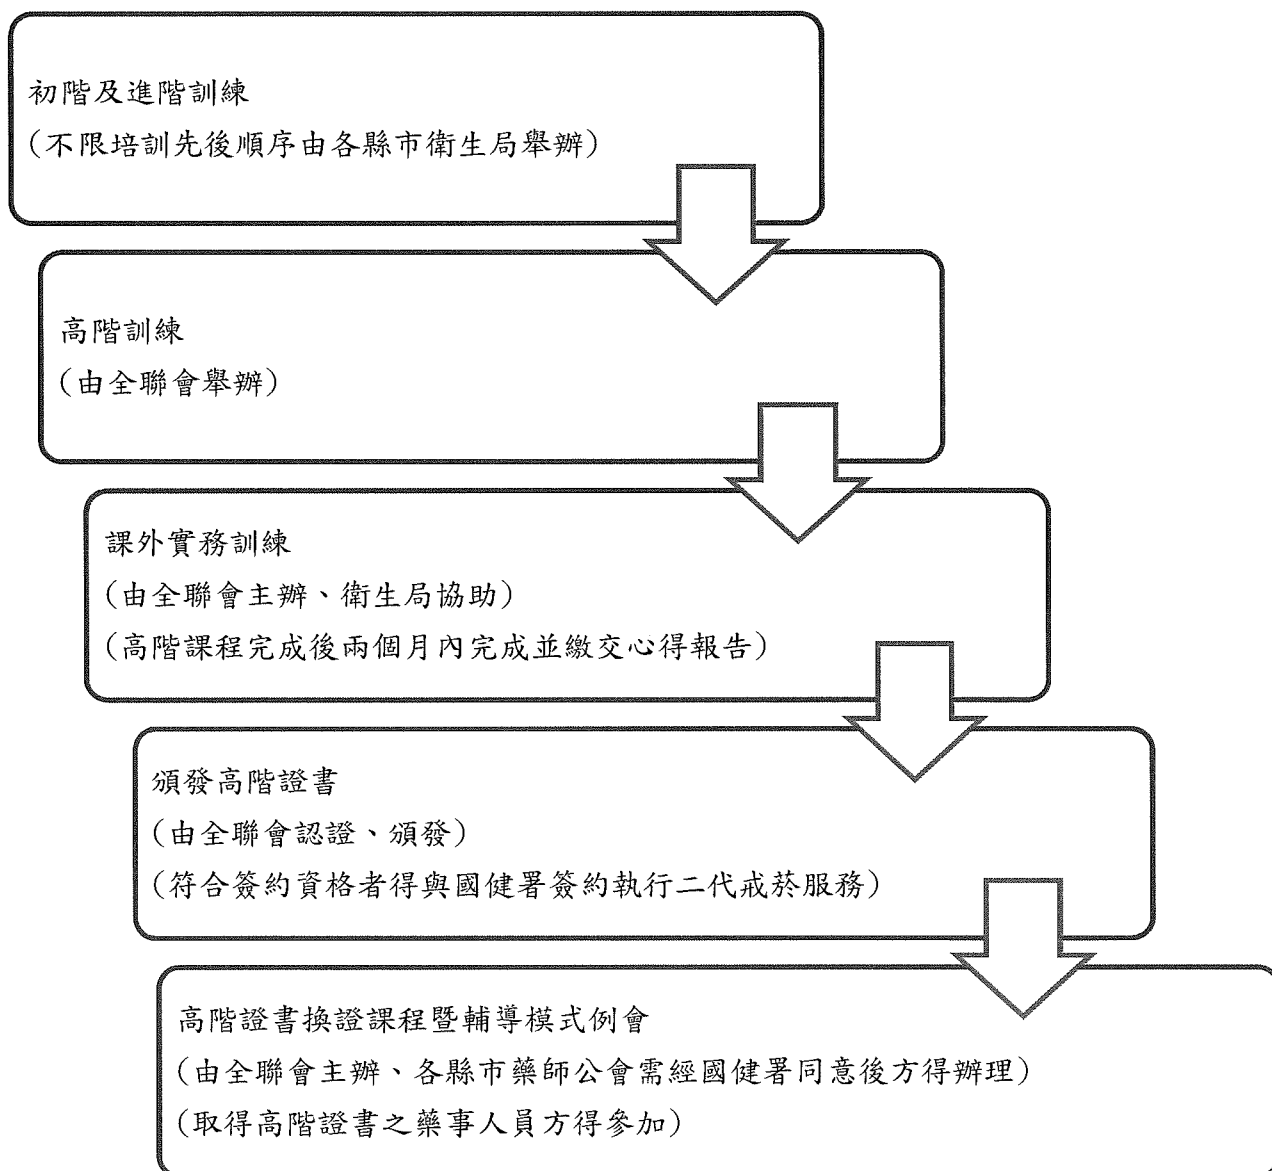 初階及進階訓練
(不限培訓先後順序由各縣市衛生局舉辦)
高階訓練
(由全聯會舉辦)
課外實務訓練
(由全聯會主辦、衛生局協助)
(高階課程完成後兩個月內完成並繳交心得報告)
頒發高階證書
(由全聯會認證、頒發)
(符合簽約資格者得與國健署簽約執行二代戒菸服務)
高階證書換證課程暨輔導模式例會
(由全聯會主辦、各縣市藥師公會需經國健署同意後方得辦理)
(取得高階證書之藥事人員方得參加)